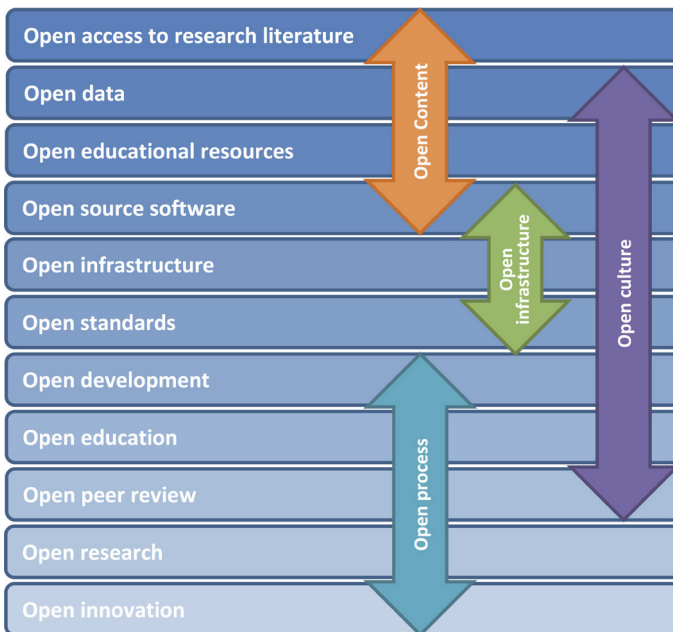 Open access to research literature
Open data
Open educational resources
Open source software
Open infrastructure
Open standards
Open development
Open education
Open peer review
Open research
Open innovation
Open Content
Open
infrastructure
Open process
Open culture